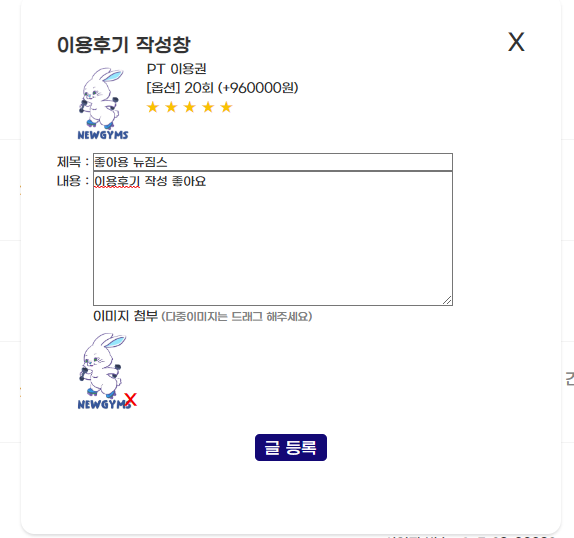 이용후기 작성창
X
PT 이용권
[옵션] 20회 (+960000원)
★ ★ ★ ★ ★
NEWGYMS
제목 : 좋아용 뉴짐스
내용 : 이용후기 작성 좋아요
이미지 첨부 (다중이미지는 드래그 해주세요)
NEWGYMS
X
글 등록